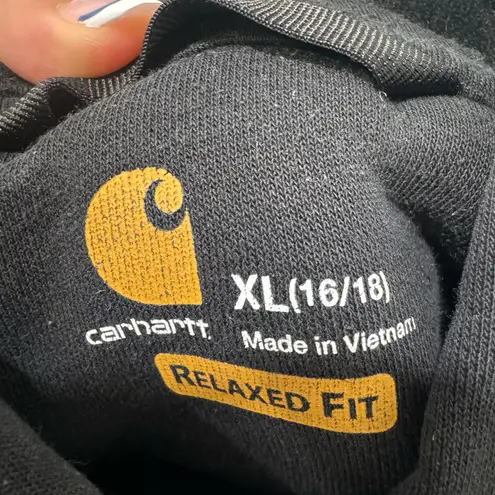 XL(16/18)
carhartt.
Made in Vietnam
RELAXED FIT